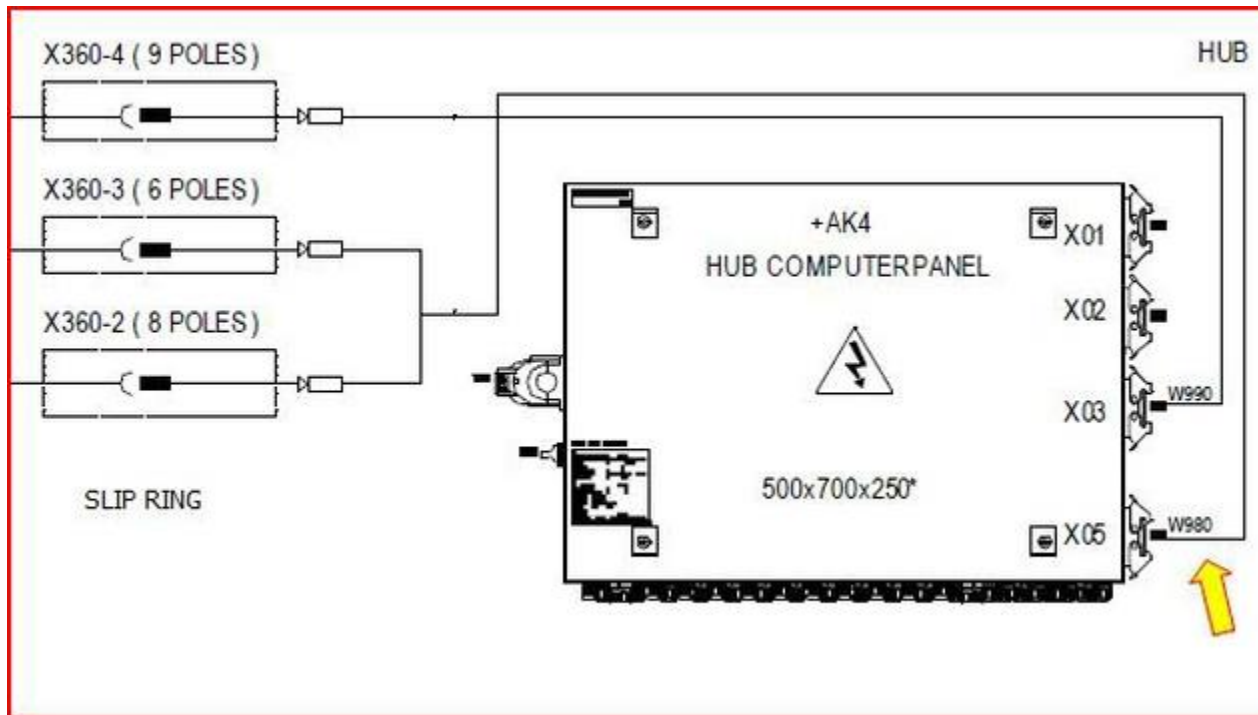 X360-4 ( 9 POLES )
HUB
X360-3 ( 6 POLES )
X360-2 ( 8 POLES )
SLIP RING
+AK4
HUB COMPUTERPANEL
500x700x250*
X01
X02
X03
W990
X05
W980